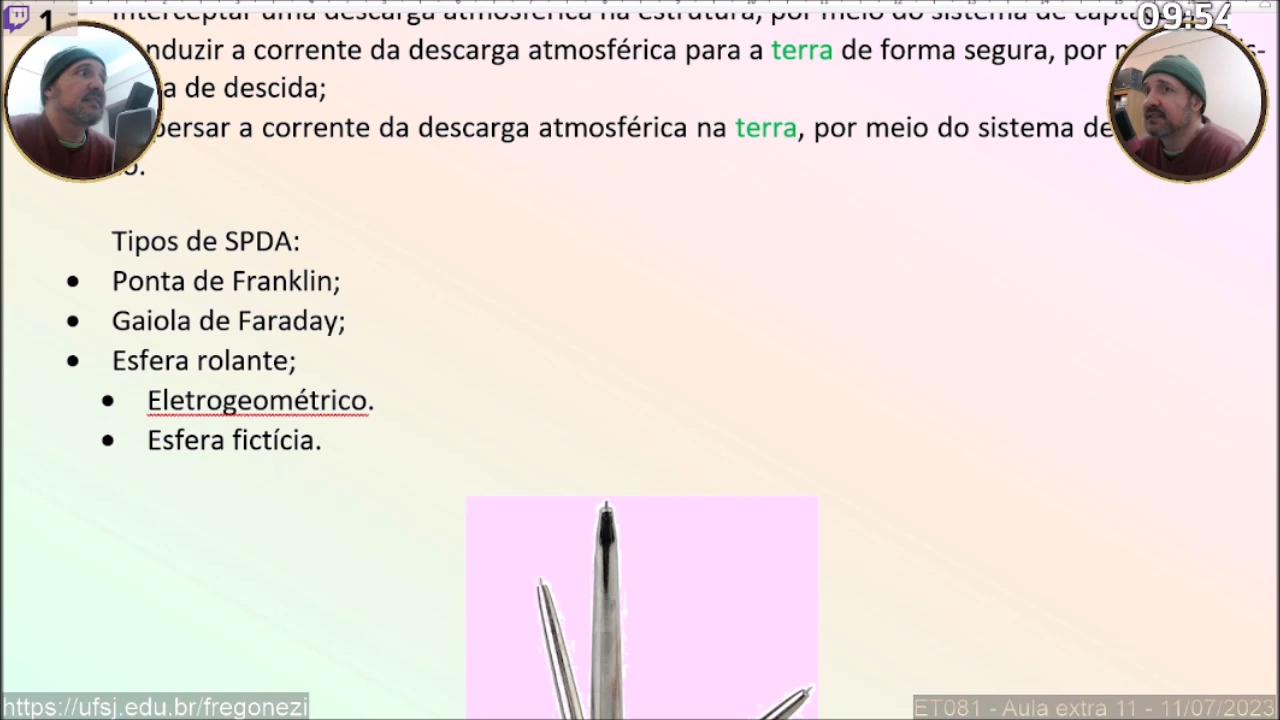 1
09:54
Interceptar uma descarga atmosférica na estrutura, por meio do sistema de
nduzir a corrente da descarga atmosférica para a terra de forma segura, por
a de descida;
persar a corrente da descarga atmosférica na terra, por meio do sistema de
o.
Tipos de SPDA:
Ponta de Franklin;
Gaiola de Faraday;
Esfera rolante;
Eletrogeométrico.
Esfera fictícia.
https://ufsj.edu.br/fregonezi
ET081 - Aula extra 11 - 11/07/2023